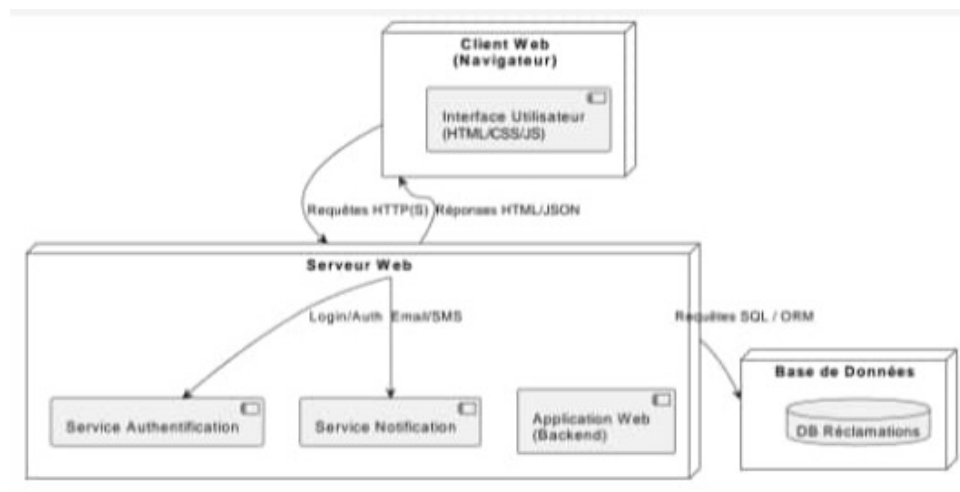 Client Web
(Navigateur)
Interface Utilisateur
(HTML/CSS/JS)
Requêtes HTTP(S)
Réponses HTML/JSON
Serveur Web
Login/Auth
Email/SMS
Requêtes SQL / ORM
Service Authentification
Service Notification
Application Web
(Backend)
Base de Données
DB Réclamations